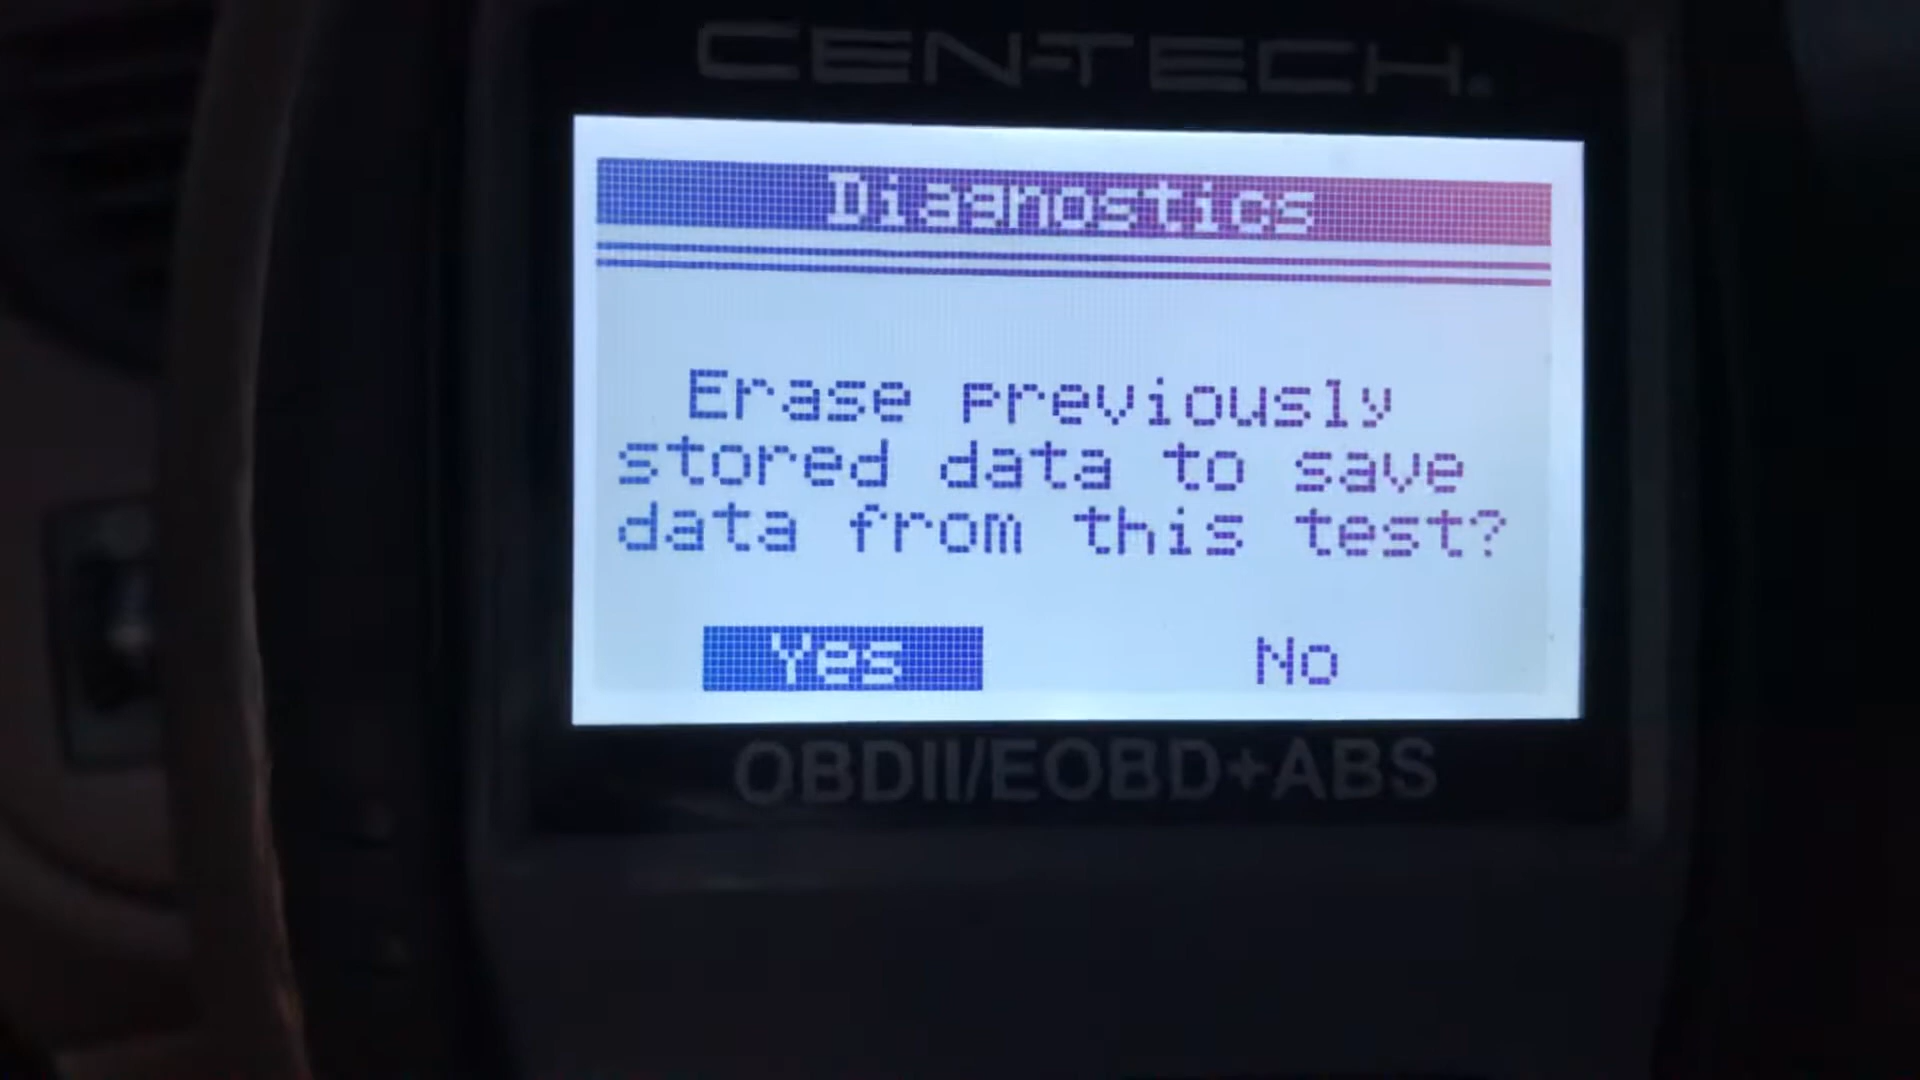 CEN-TECH®
Diagnostics
Erase previously
stored data to save
data from this test?
Yes No
OBDII/EOBD+ABS